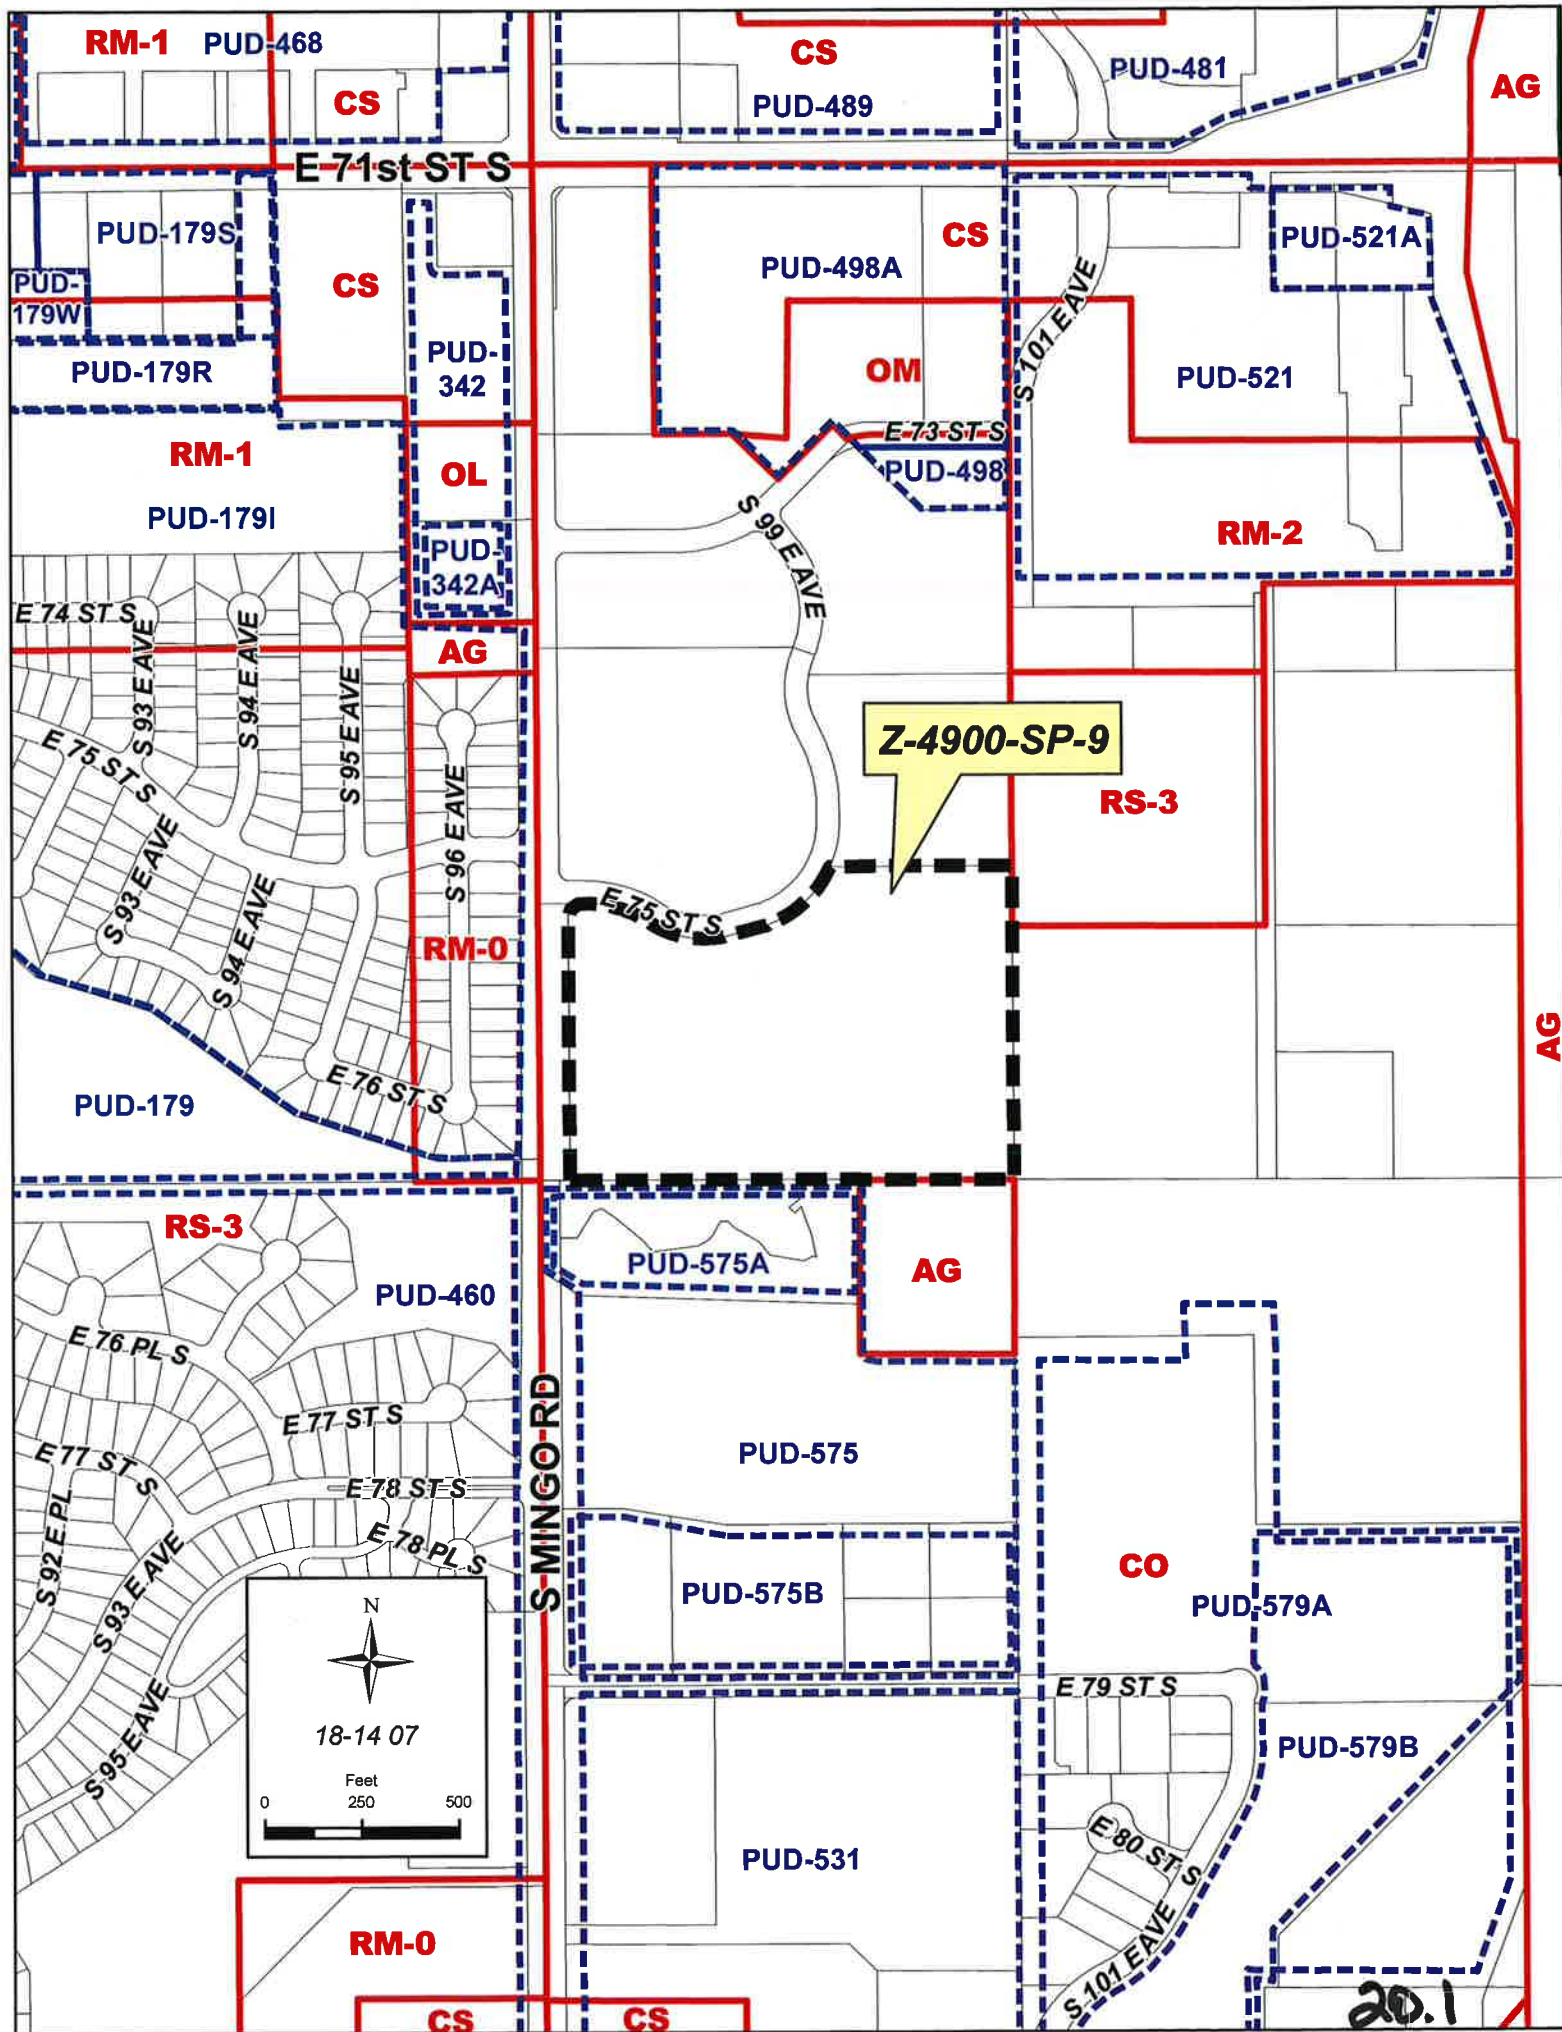 RM-1 PUD-468
CS
CS
PUD-489
PUD-481
AG
E 71st ST S
PUD-179S
PUD-
179W
CS
PUD-179R
PUD-
342
PUD-498A
CS
OM
S 101 E AVE
PUD-521A
PUD-521
RM-1
PUD-179I
OL
PUD-
342A
E 73 ST S
PUD-498
S 99 E AVE
RM-2
E 74 ST S
S 93 E AVE
S 94 E AVE
S 95 E AVE
AG
E 75 ST S
S 96 E AVE
Z-4900-SP-9
RS-3
S 93 E AVE
S 94 E AVE
RM-0
E 75 ST S
AG
E 76 ST S
PUD-179
RS-3
PUD-460
PUD-575A
AG
E 76 PL S
E 77 ST S
E 77 ST S
S MINGO RD
PUD-575
E 78 ST S
S 92 E PL
S 93 E AVE
E 78 PL S
PUD-575B
CO
PUD-579A
N
18-14 07
Feet
0 250 500
S 95 E AVE
E 79 ST S
PUD-579B
PUD-531
E 80 ST S
S 101 E AVE
RM-0
CS
CS
20.1